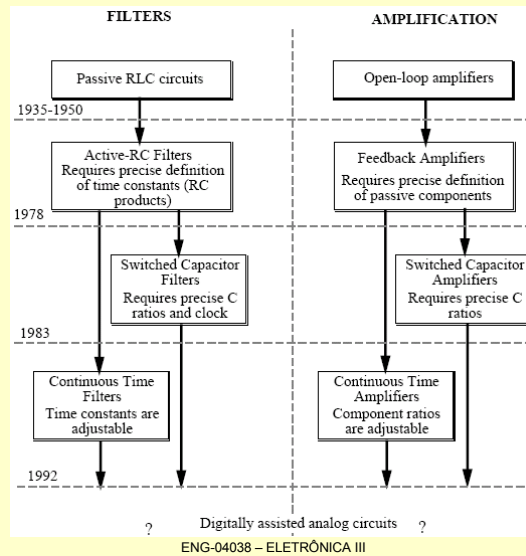 FILTERS
AMPLIFICATION
Passive RLC circuits
Open-loop amplifiers
1935-1950
Active-RC Filters
Requires precise definition
of time constants (RC
products)
Feedback Amplifiers
Requires precise definition
of passive components
1978
Switched Capacitor
Filters
Requires precise C
ratios and clock
Switched Capacitor
Amplifiers
Requires precise C
ratios
1983
Continuous Time
Filters
Time constants are
adjustable
Continuous Time
Amplifiers
Component ratios
are adjustable
1992
? Digitally assisted analog circuits ?
ENG-04038 – ELETRÔNICA III